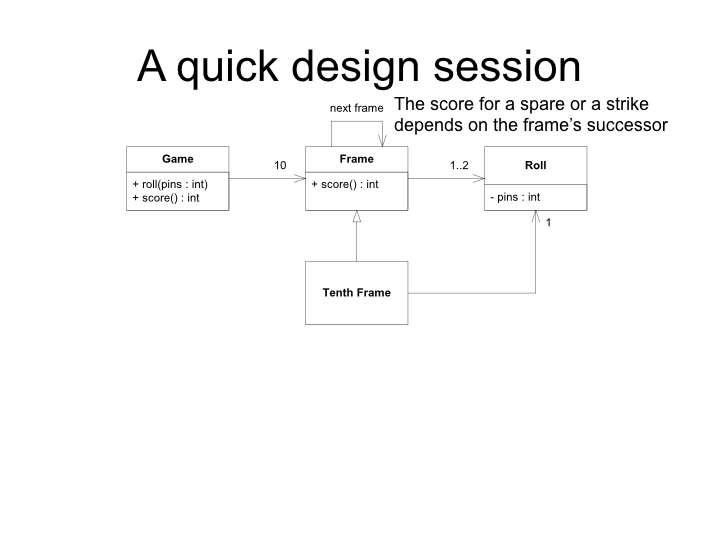 A quick design session
next frame
The score for a spare or a strike
depends on the frame’s successor
Game
10
Frame
1..2
Roll
+ roll(pins : int)
+ score() : int
+ score() : int
- pins : int
1
Tenth Frame